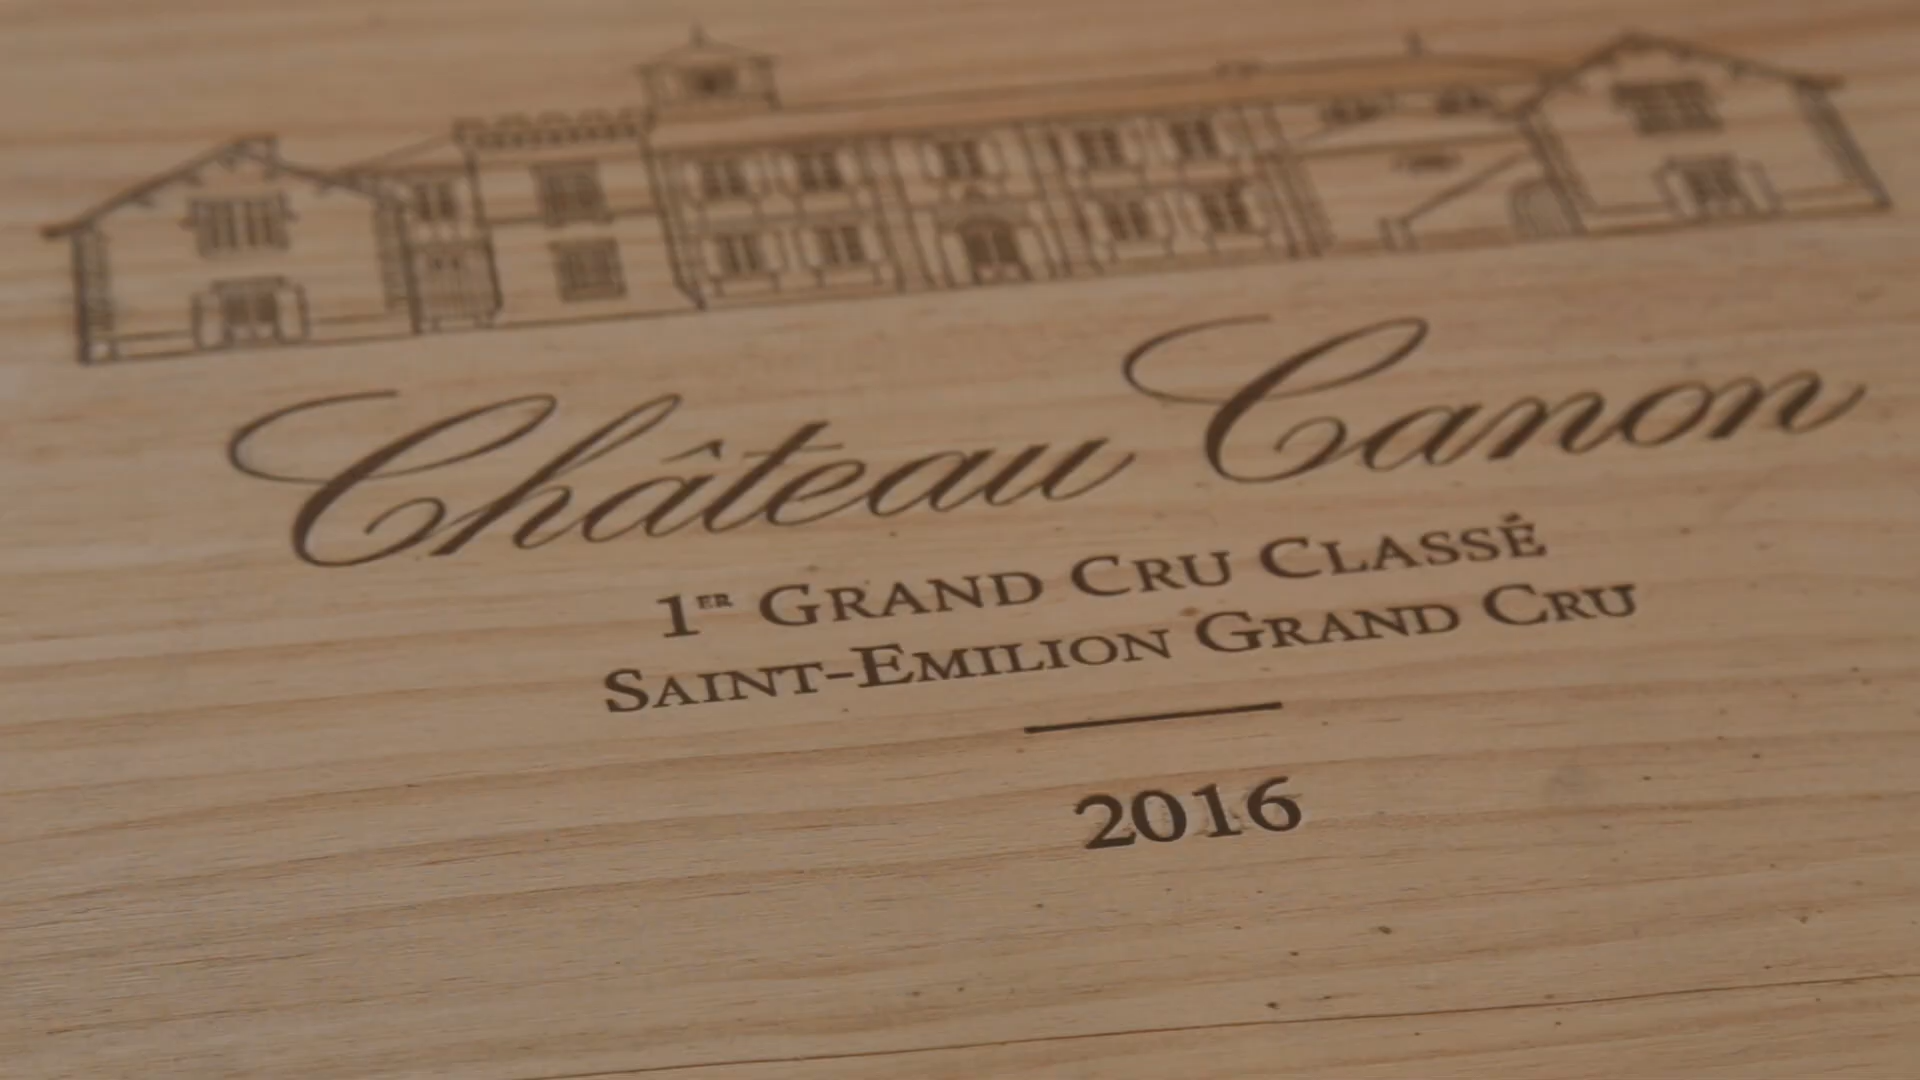 Château Canon
1ER GRAND CRU CLASSÉ
SAINT-EMILION GRAND CRU
2016